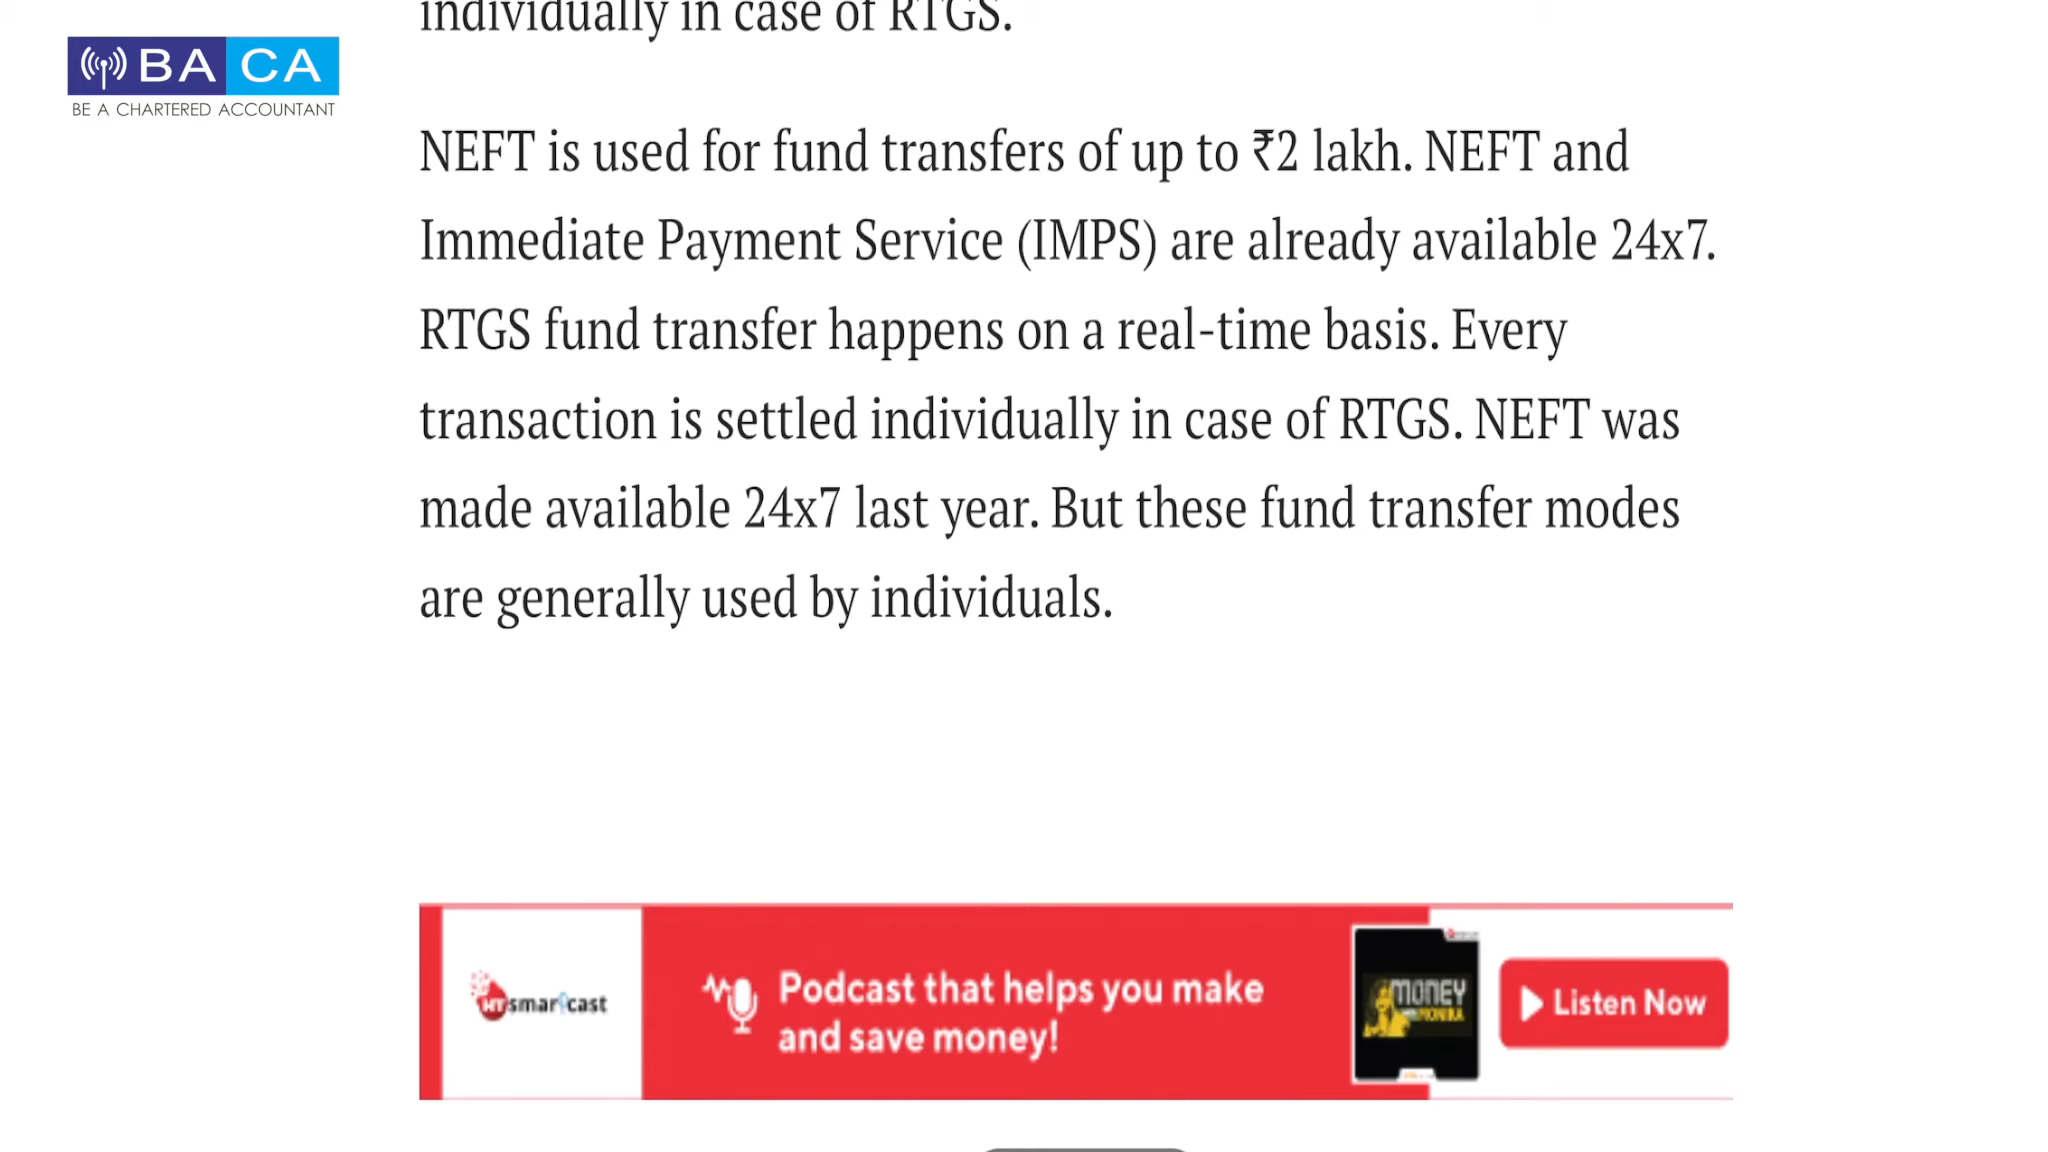 individually in case of RTGS.
BA CA
BE A CHARTERED ACCOUNTANT
NEFT is used for fund transfers of up to ₹2 lakh. NEFT and
Immediate Payment Service (IMPS) are already available 24x7.
RTGS fund transfer happens on a real-time basis. Every
transaction is settled individually in case of RTGS. NEFT was
made available 24x7 last year. But these fund transfer modes
are generally used by individuals.
HT smartcast
Podcast that helps you make
and save money!
MONEY
MONIKA
Listen Now